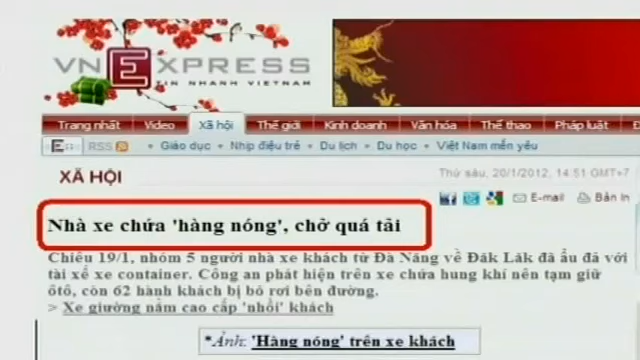 VNEXPRESS
TIN NHANH VIETNAM
Trang nhất Video Xã hội Thế giới Kinh doanh Văn hóa Thể thao Pháp luật
RSS • Giáo dục • Nhịp điệu trẻ • Du lịch • Du học • Việt Nam mến yêu
XÃ HỘI
Thứ sáu, 20/1/2012, 14:51 GMT+7
E-mail Bản in
Nhà xe chứa 'hàng nóng', chở quá tải
Chiều 19/1, nhóm 5 người nhà xe khách từ Đà Nẵng về Đăk Lăk đã ẩu đả với
tài xế xe container. Công an phát hiện trên xe chứa hung khí nên tạm giữ
ôtô, còn 62 hành khách bị bỏ rơi bên đường.
> Xe giường nằm cao cấp 'nhồi' khách
*Ảnh: 'Hàng nóng' trên xe khách